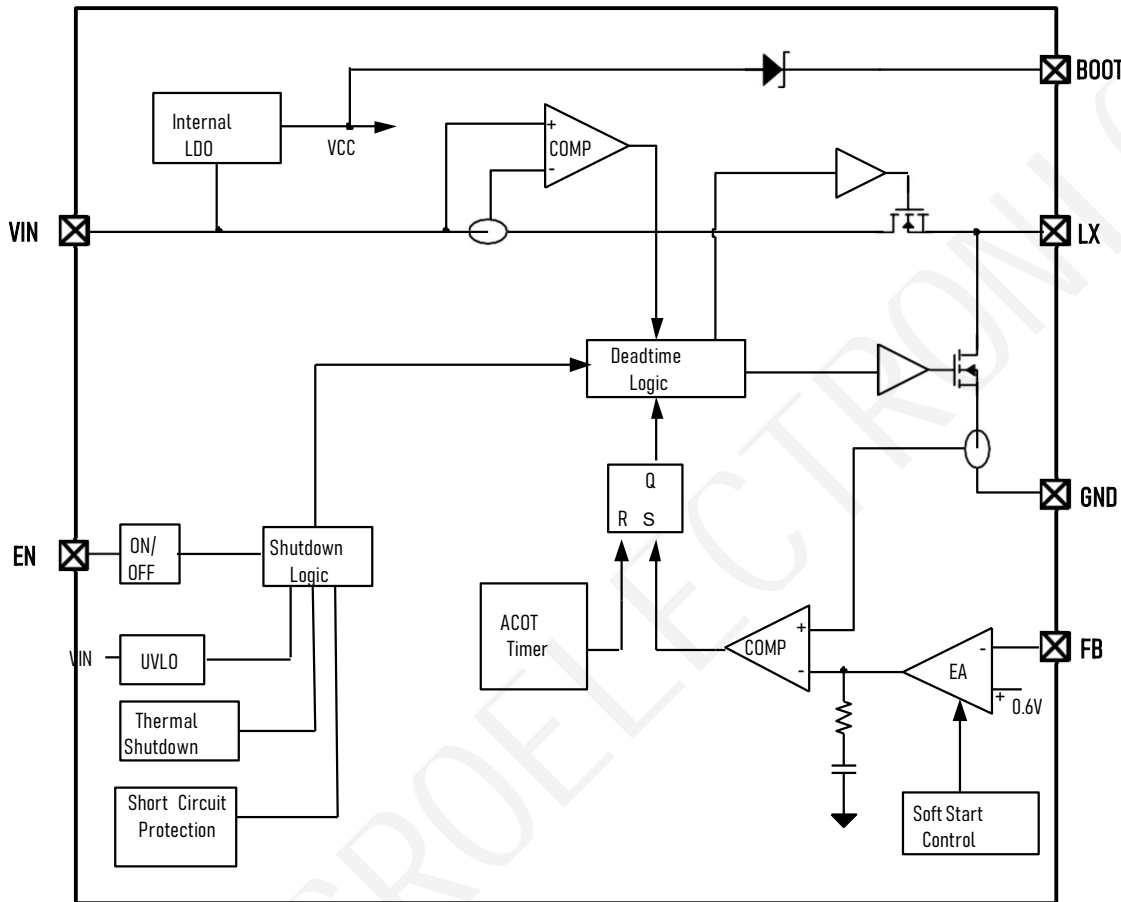 BOOT
Internal
LDO
VCC
+
COMP
-
VIN
LX
Deadtime
Logic
Q
R S
GND
EN
ON/
OFF
Shutdown
Logic
ACOT
Timer
+
COMP
-
-
EA
+
0.6V
FB
VIN
UVLO
Thermal
Shutdown
Short Circuit
Protection
Soft Start
Control